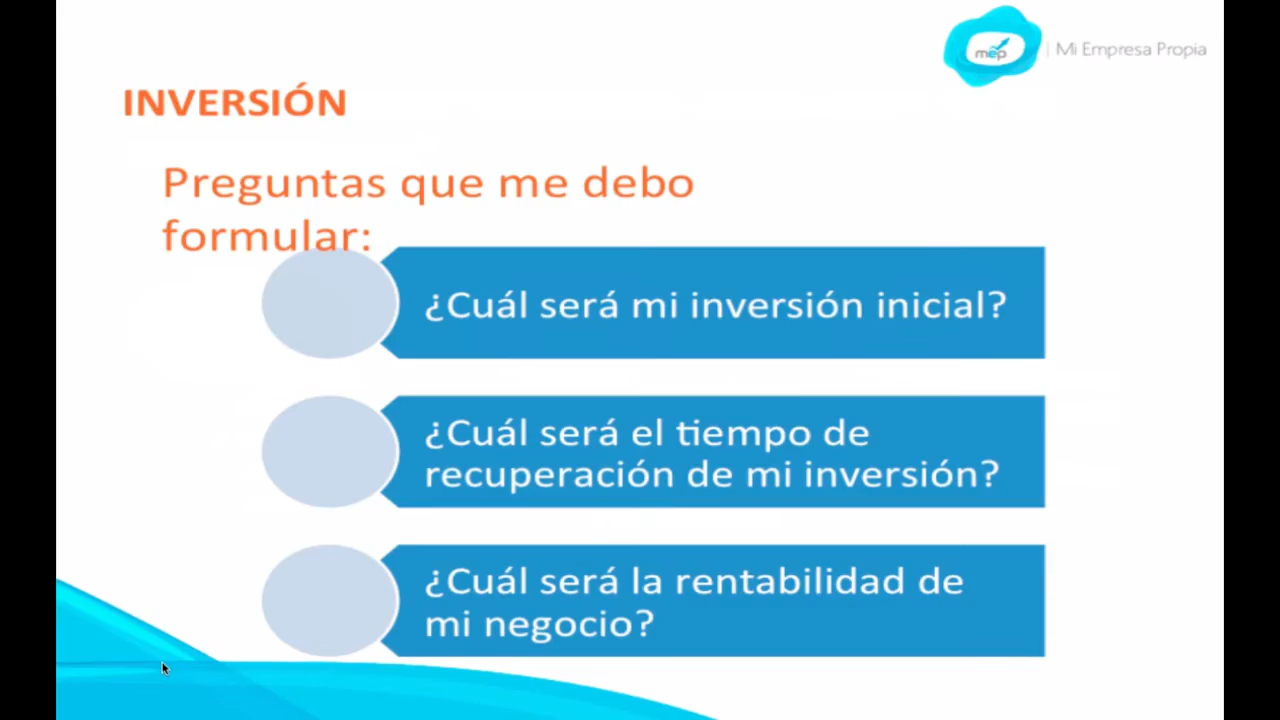 mep | Mi Empresa Propia
INVERSIÓN
Preguntas que me debo
formular:
¿Cuál será mi inversión inicial?
¿Cuál será el tiempo de
recuperación de mi inversión?
¿Cuál será la rentabilidad de
mi negocio?